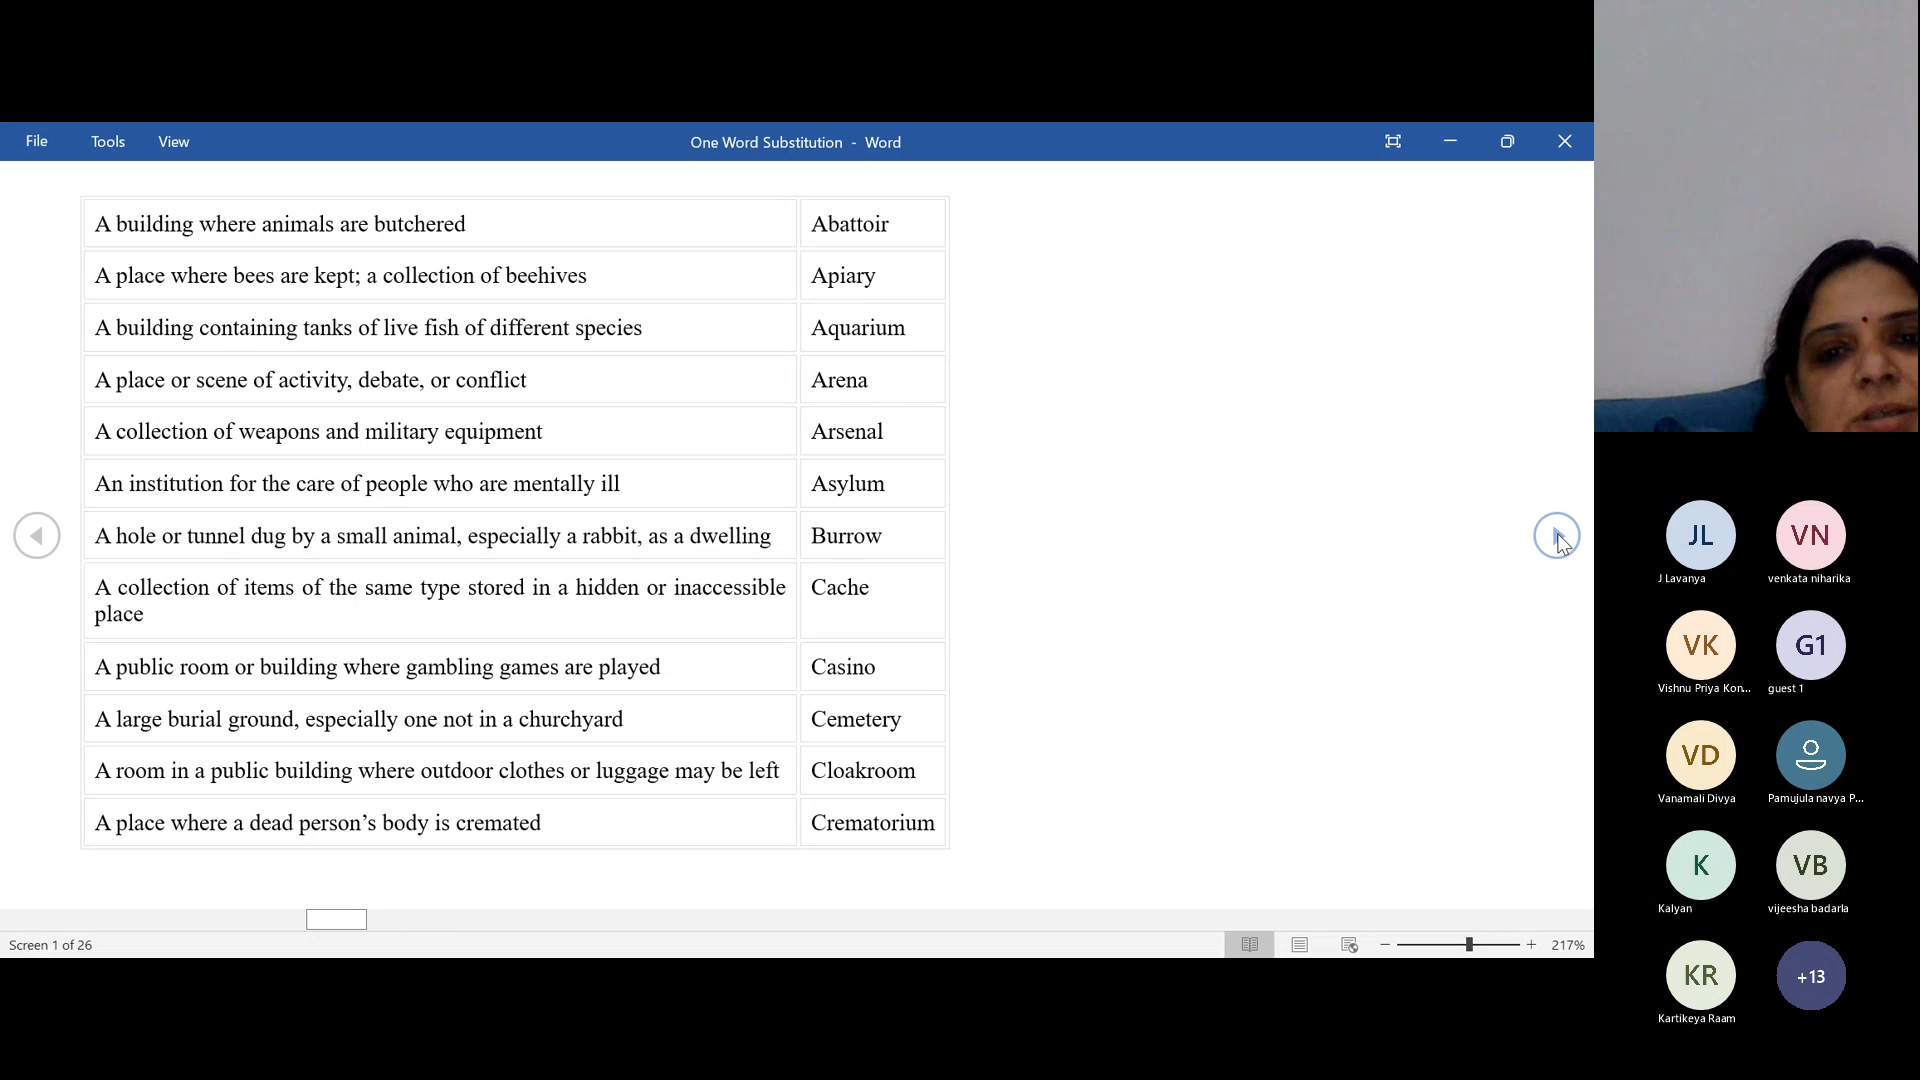 File Tools View One Word Substitution - Word
A building where animals are butchered Abattoir
A place where bees are kept; a collection of beehives Apiary
A building containing tanks of live fish of different species Aquarium
A place or scene of activity, debate, or conflict Arena
A collection of weapons and military equipment Arsenal
An institution for the care of people who are mentally ill Asylum
A hole or tunnel dug by a small animal, especially a rabbit, as a dwelling Burrow
A collection of items of the same type stored in a hidden or inaccessible Cache
place
A public room or building where gambling games are played Casino
A large burial ground, especially one not in a churchyard Cemetery
A room in a public building where outdoor clothes or luggage may be left Cloakroom
A place where a dead person’s body is cremated Crematorium
Screen 1 of 26 217%
JL VN
J Lavanya venkata niharika
VK G1
Vishnu Priya Kon... guest 1
VD
Vanamali Divya Pamujula navya P...
K VB
Kalyan vijeesha badarla
KR +13
Kartikeya Raam